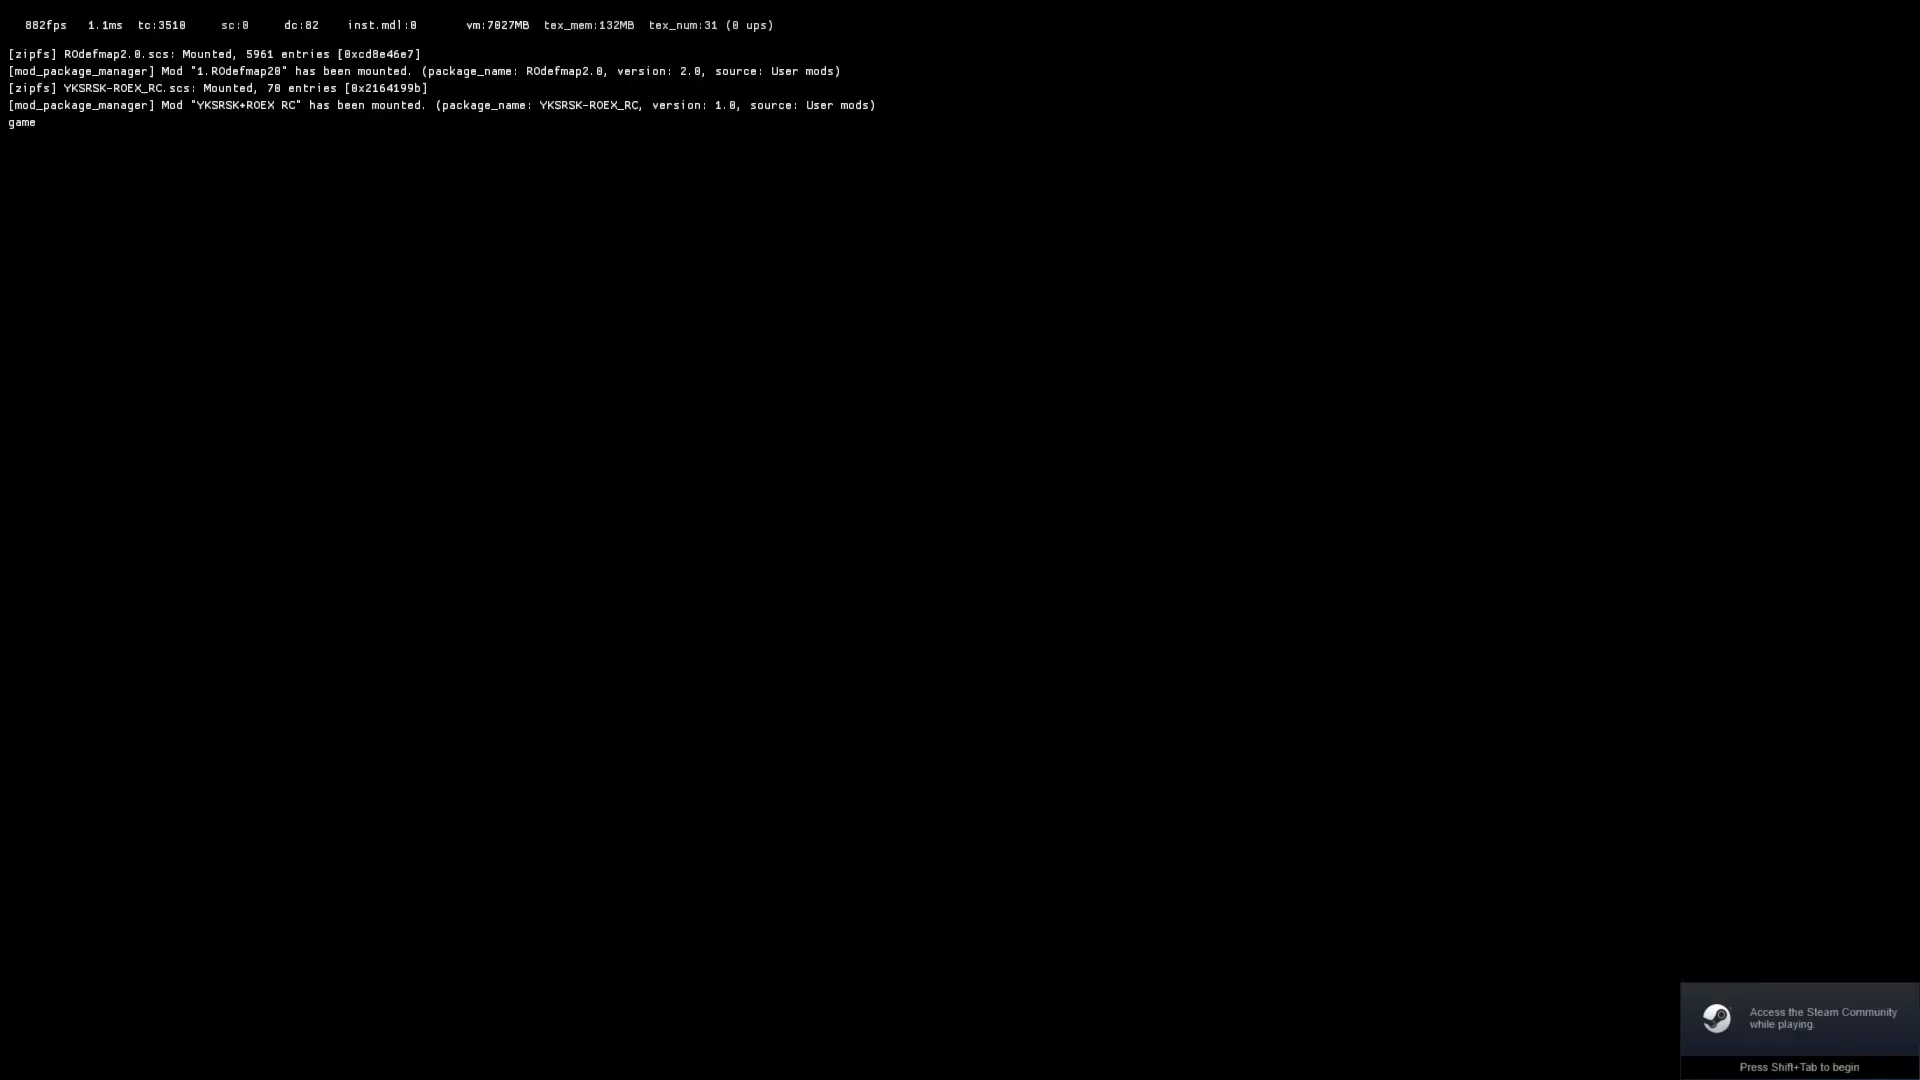 882fps 1.1ms tc:3510 sc:0 dc:82 inst.mdl:0 vm:7027MB tex_mem:132MB tex_num:31 (0 ups)
[zipfs] ROdefmap2.0.scs: Mounted, 5961 entries [0xcd8e46e7]
[mod_package_manager] Mod "1.ROdefmap20" has been mounted. (package_name: ROdefmap2.0, version: 2.0, source: User mods)
[zipfs] YKSRSK-ROEX_RC.scs: Mounted, 70 entries [0x2164199b]
[mod_package_manager] Mod "YKSRSK+ROEX RC" has been mounted. (package_name: YKSRSK-ROEX_RC, version: 1.0, source: User mods)
game
Access the Steam Community
while playing.
Press Shift+Tab to begin